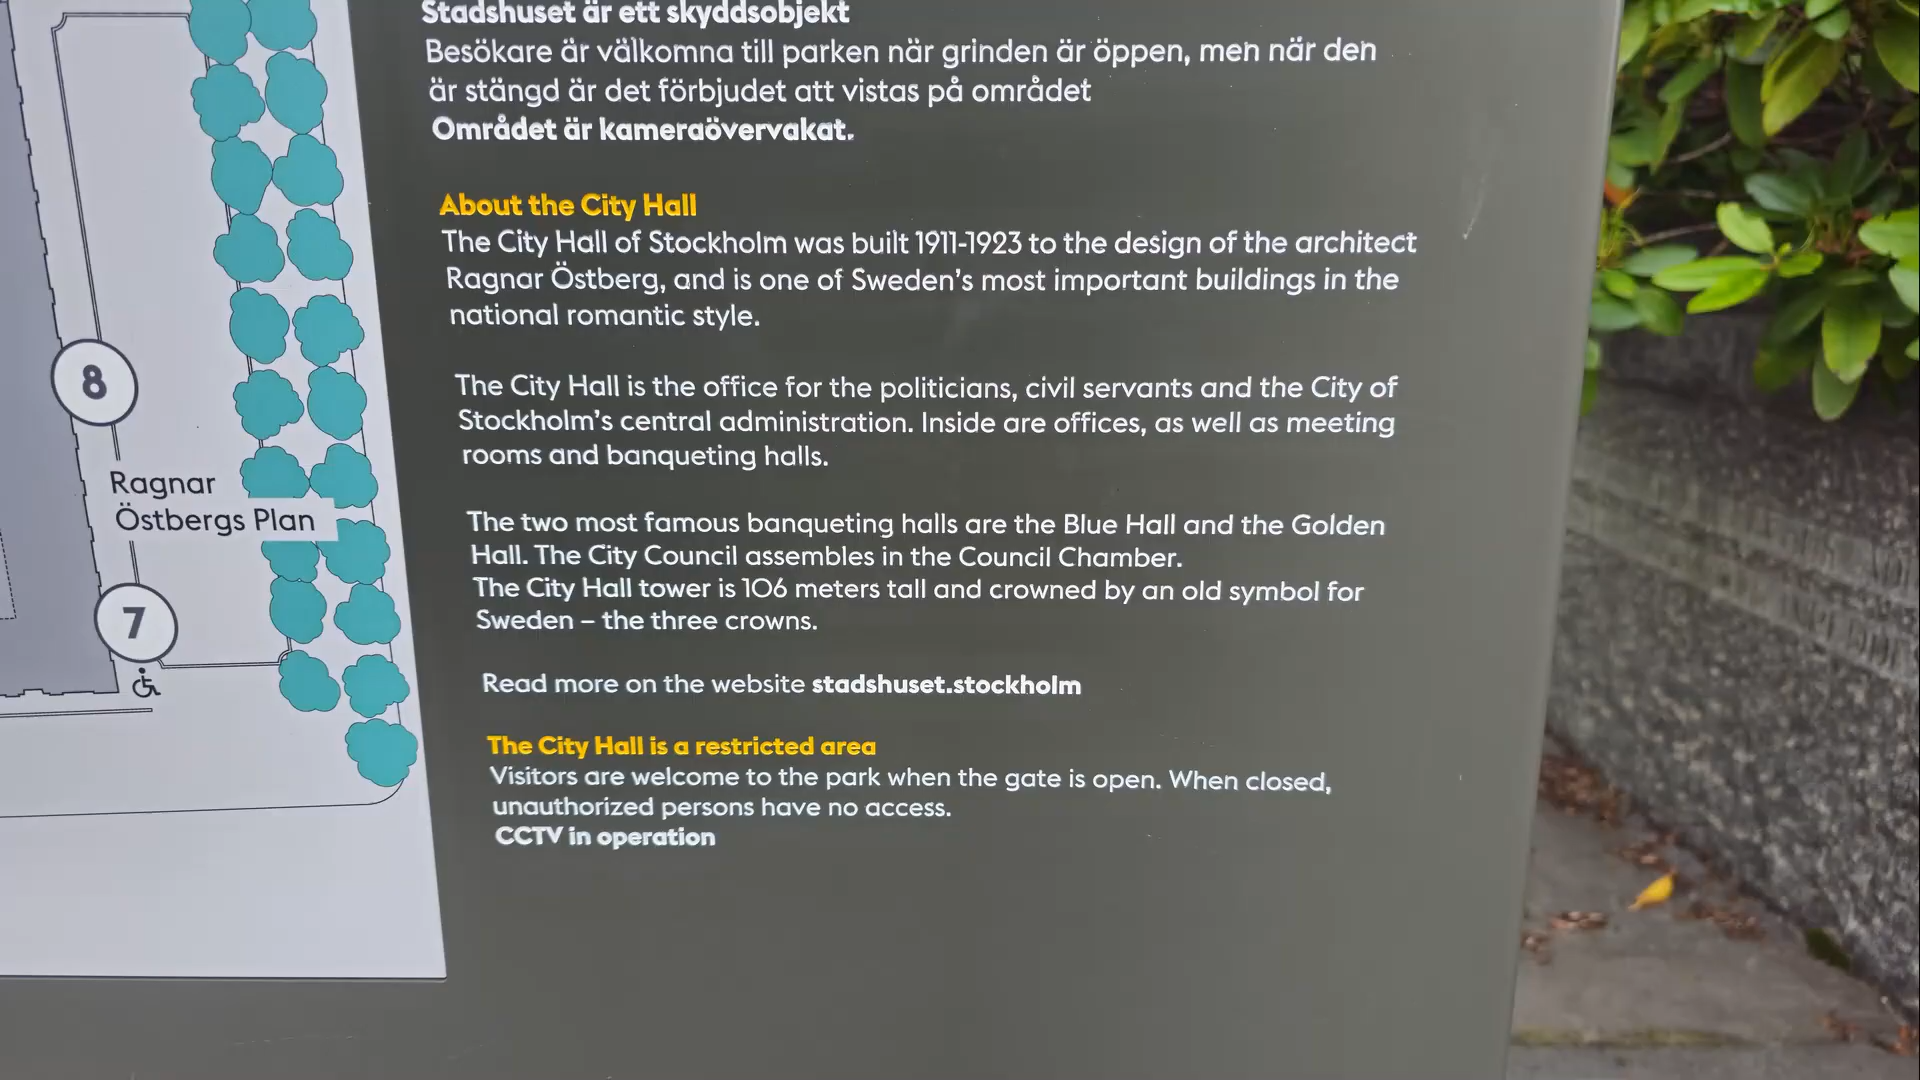 Stadshuset är ett skyddsobjekt
Besökare är välkomna till parken när grinden är öppen, men när den
är stängd är det förbjudet att vistas på området
Området är kameraövervakat.
About the City Hall
The City Hall of Stockholm was built 1911-1923 to the design of the architect
Ragnar Östberg, and is one of Sweden's most important buildings in the
national romantic style.
The City Hall is the office for the politicians, civil servants and the City of
Stockholm's central administration. Inside are offices, as well as meeting
rooms and banqueting halls.
The two most famous banqueting halls are the Blue Hall and the Golden
Hall. The City Council assembles in the Council Chamber.
The City Hall tower is 106 meters tall and crowned by an old symbol for
Sweden – the three crowns.
Read more on the website stadshuset.stockholm
The City Hall is a restricted area
Visitors are welcome to the park when the gate is open. When closed,
unauthorized persons have no access.
CCTV in operation
8
Ragnar
Östbergs Plan
7